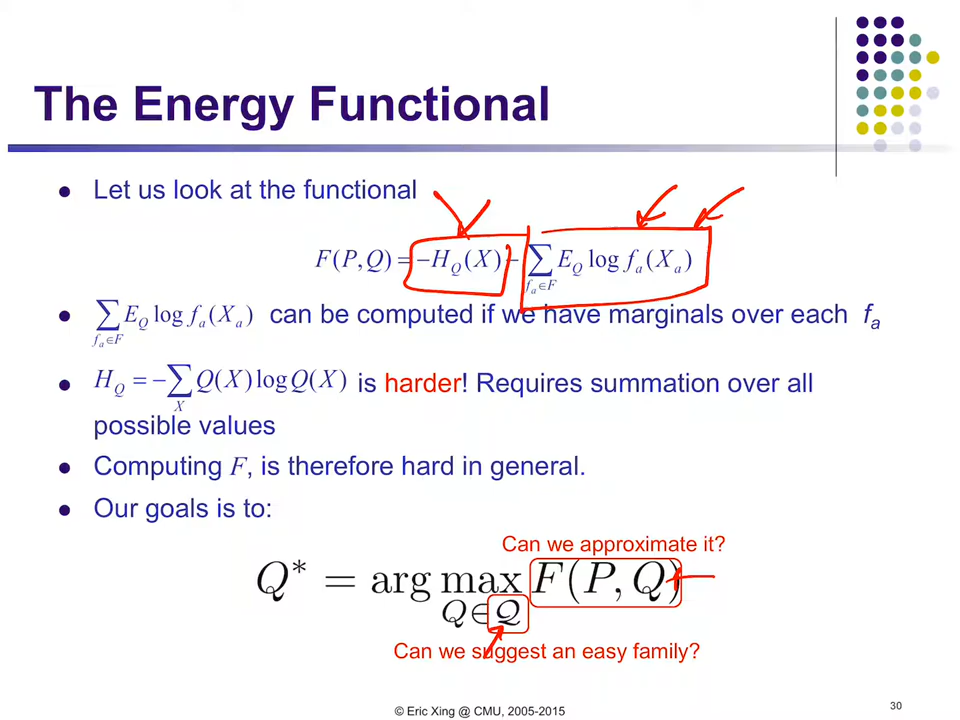 The Energy Functional
● Let us look at the functional
F(P,Q) = −H_Q(X) − ∑_{f_a∈F} E_Q log f_a(X_a)
● ∑_{f_a∈F} E_Q log f_a(X_a) can be computed if we have marginals over each f_a
● H_Q = −∑_X Q(X) log Q(X) is harder! Requires summation over all
possible values
● Computing F, is therefore hard in general.
● Our goals is to:
Can we approximate it?
Q* = arg max_{Q∈𝒬} F(P, Q)
Can we suggest an easy family?
© Eric Xing @ CMU, 2005-2015
30